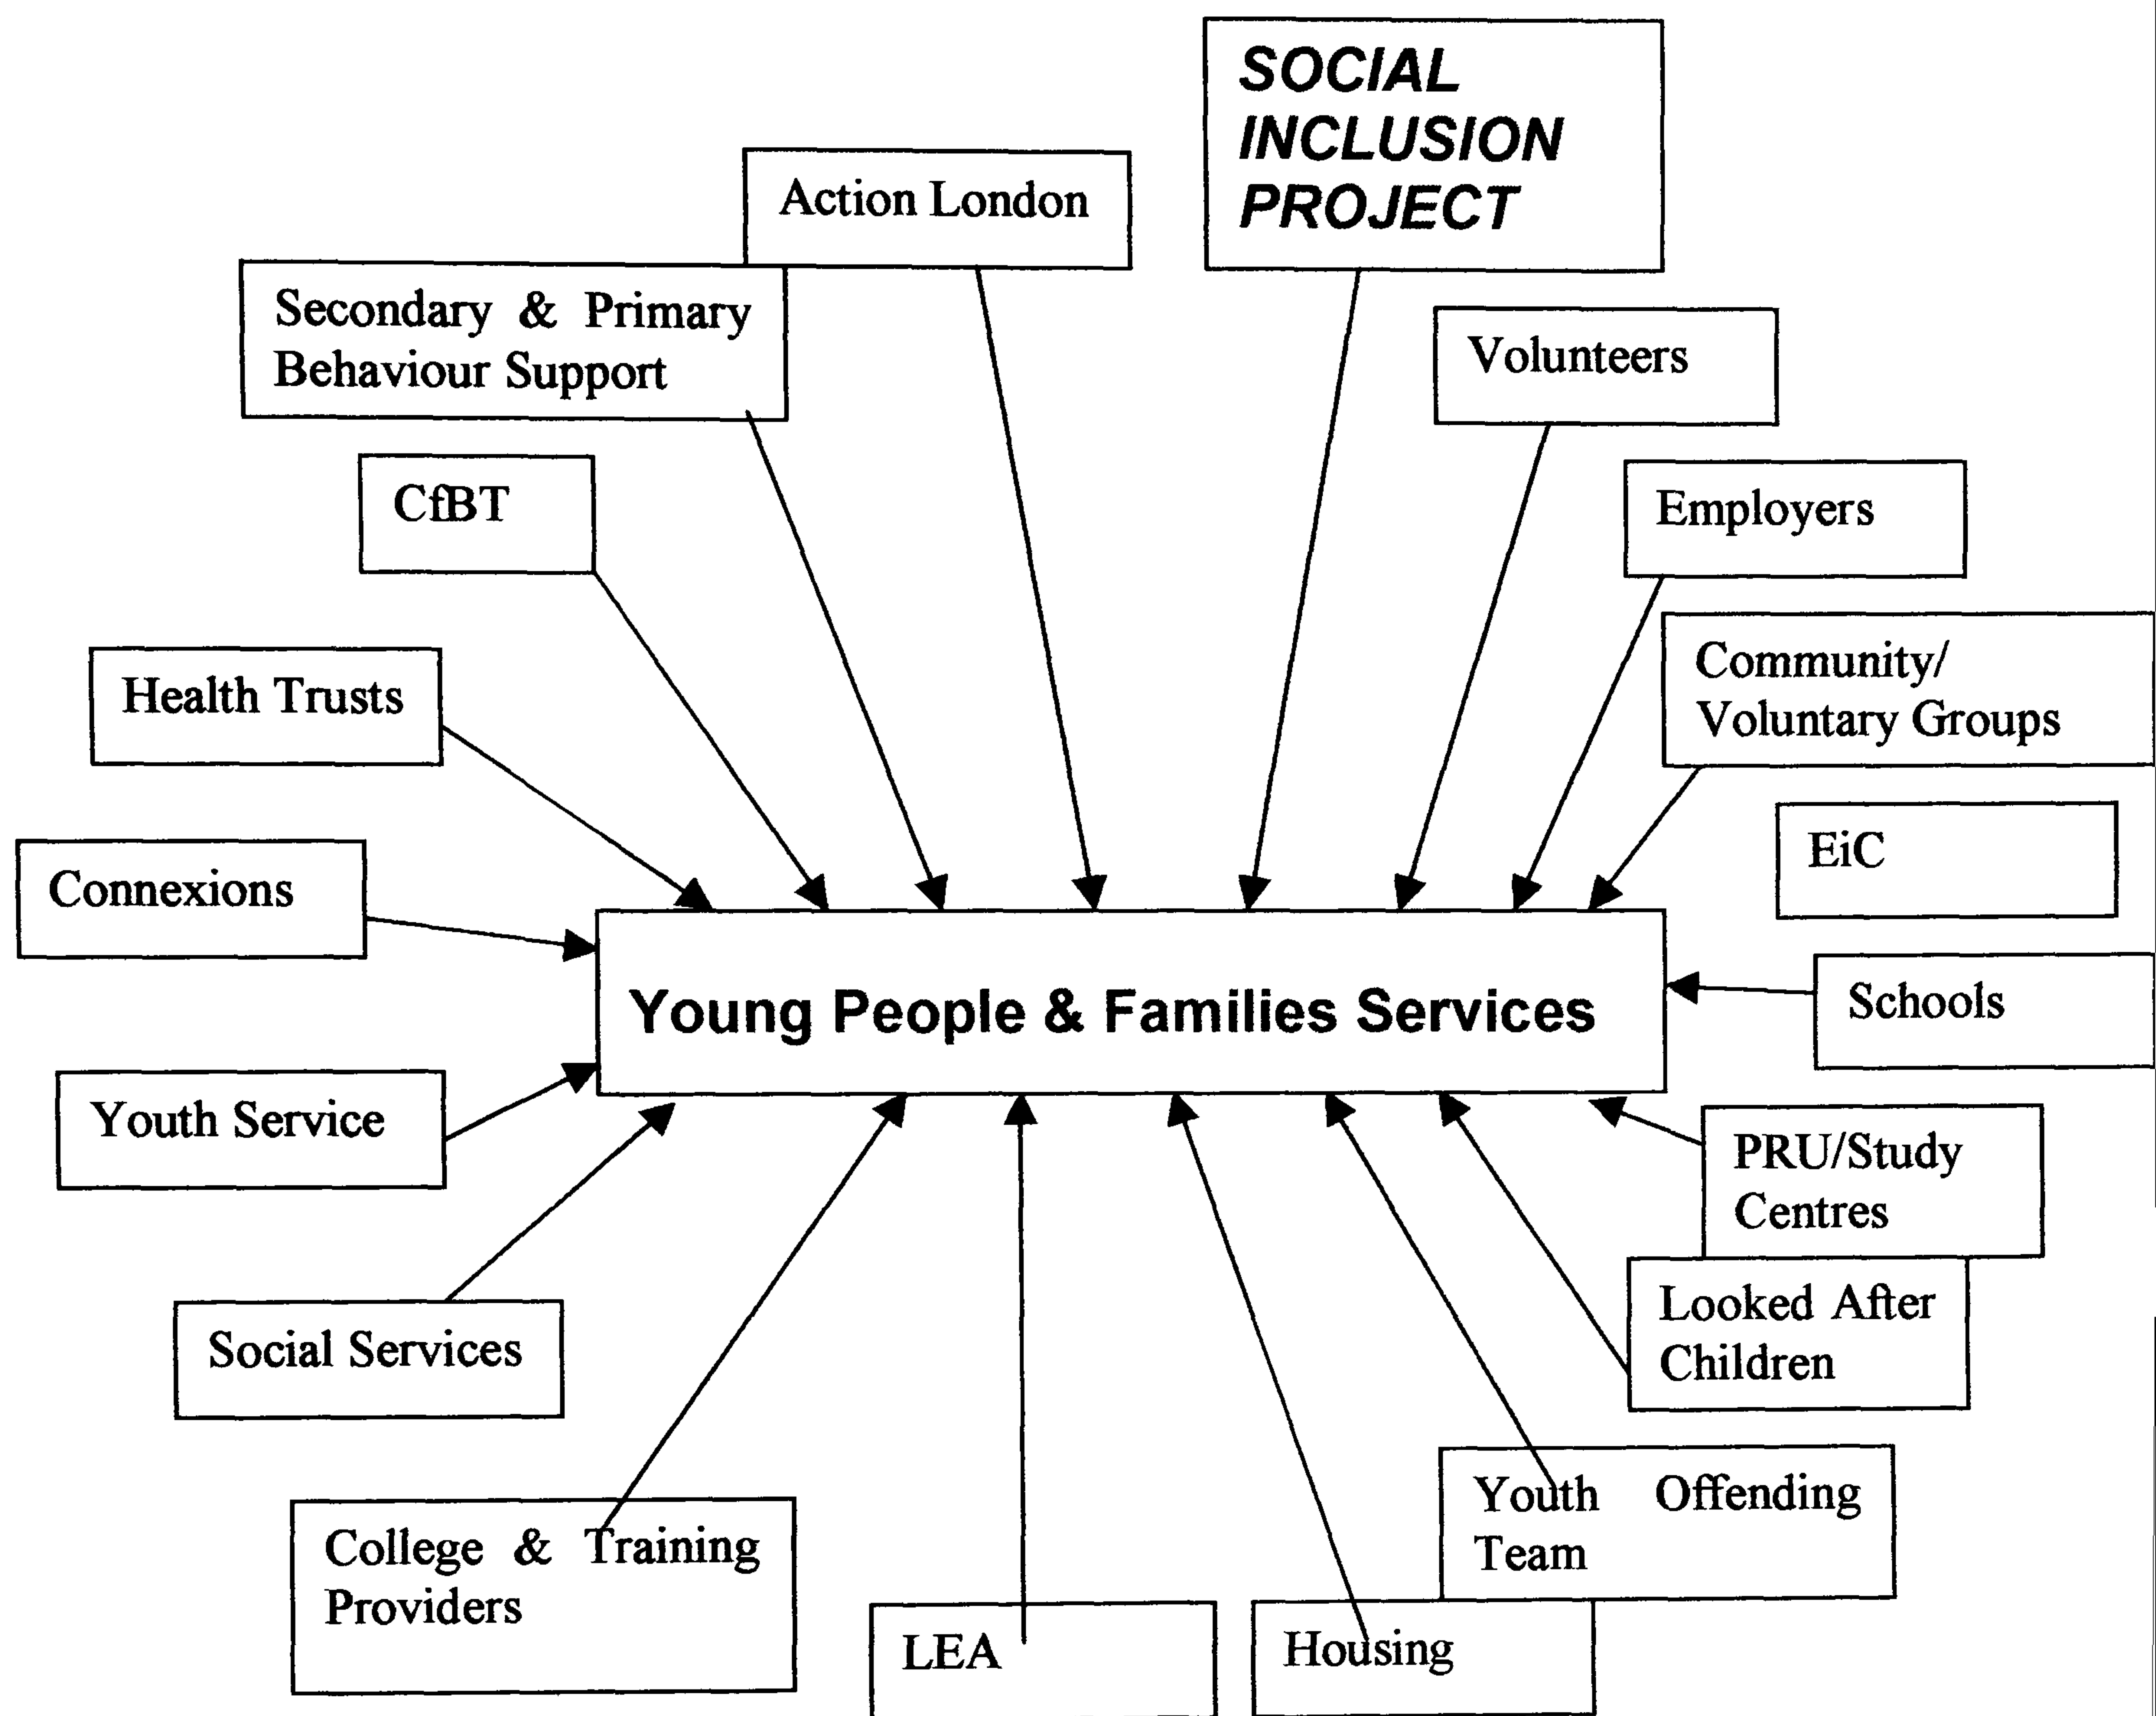 SOCIAL
INCLUSION
PROJECT
Action London
Secondary & Primary
Behaviour Support
Volunteers
CfBT
Employers
Community/
Voluntary Groups
Health Trusts
EiC
Connexions
Schools
Young People & Families Services
Youth Service
PRU/Study
Centres
Looked After
Children
Social Services
Youth Offending
Team
College & Training
Providers
LEA
Housing